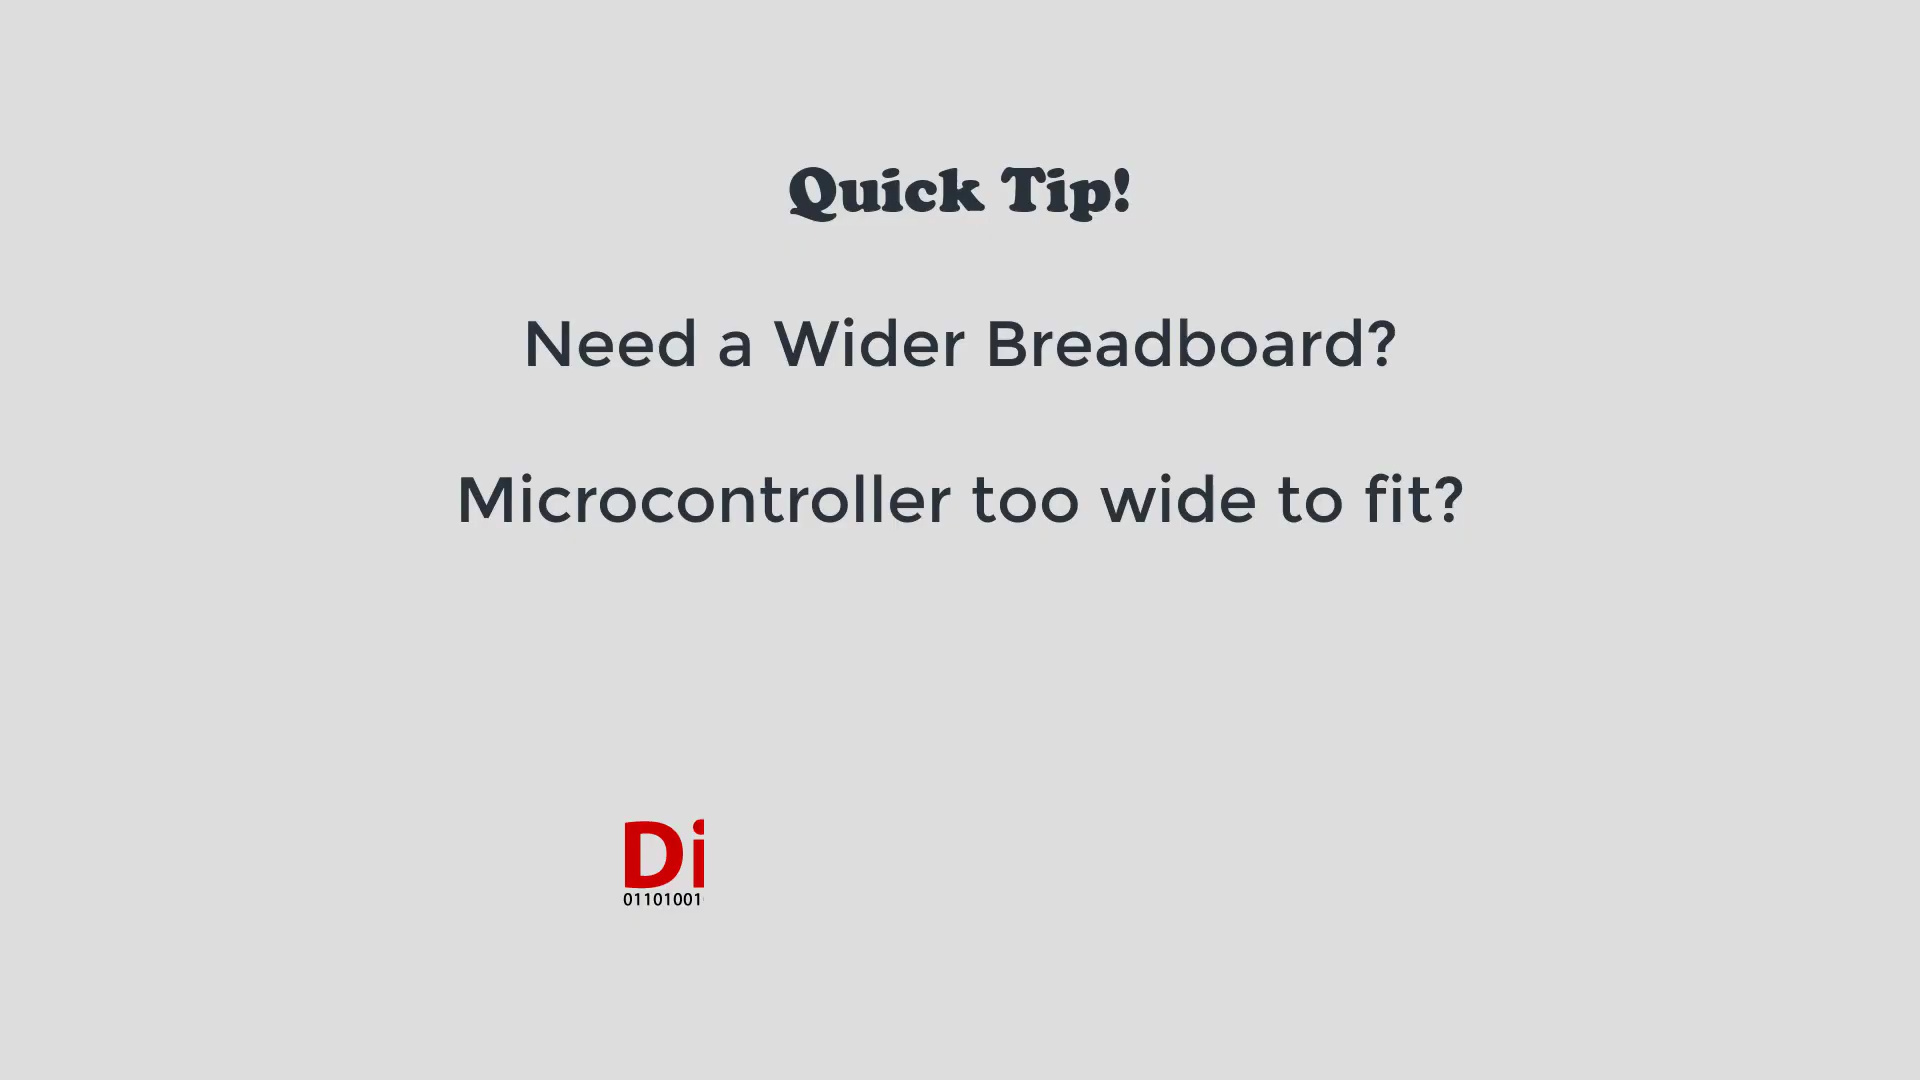 Quick Tip!
Need a Wider Breadboard?
Microcontroller too wide to fit?
Di
01101001